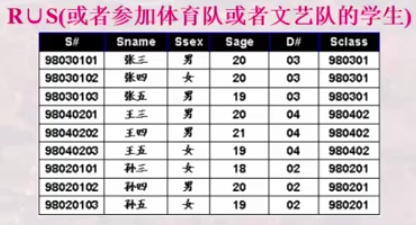 R∪S(或者参加体育队或者文艺队的学生)
S# Sname Ssex Sage D# Sclass
98030101 张三 男 20 03 980301
98030102 张四 女 20 03 980301
98030103 张五 男 19 03 980301
98040201 王三 男 20 04 980402
98040202 王四 男 21 04 980402
98040203 王五 女 19 04 980402
98020101 孙三 女 18 02 980201
98020102 孙四 男 20 02 980201
98020103 孙五 女 19 02 980201